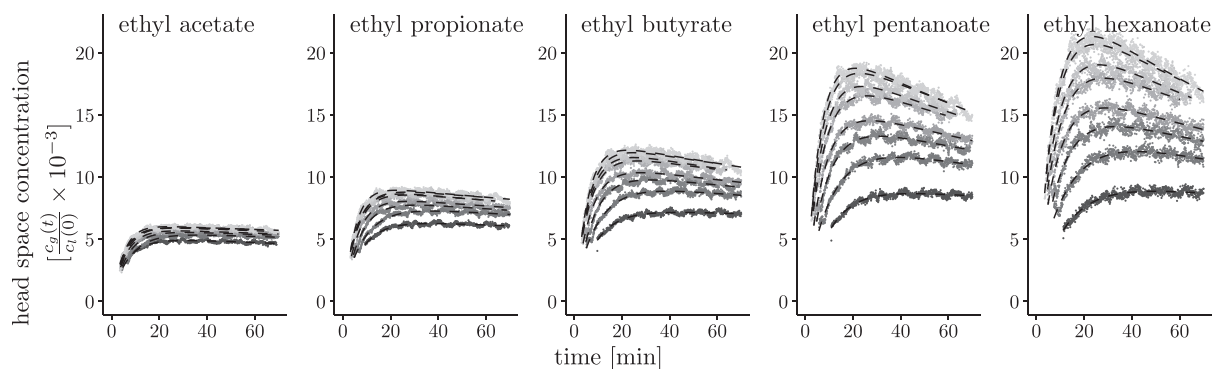 ethyl acetate ethyl propionate ethyl butyrate ethyl pentanoate ethyl hexanoate
head space concentration
[c_g(t)/c_l(0) × 10^{-3}]
20 20 20 20 20
15 15 15 15 15
10 10 10 10 10
5 5 5 5 5
0 0 0 0 0
0 20 40 60 0 20 40 60 0 20 40 60 0 20 40 60 0 20 40 60
time [min]